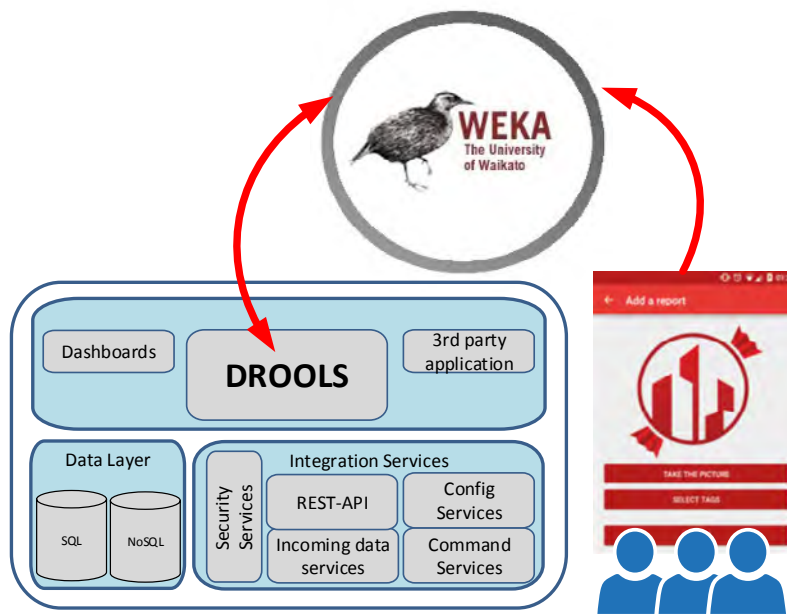 WEKA
The University
of Waikato
Add a report
TAKE THE PICTURE
SELECT TAGS
Dashboards
DROOLS
3rd party
application
Data Layer
SQL
NoSQL
Integration Services
Security
Services
REST-API
Config
Services
Incoming data
services
Command
Services